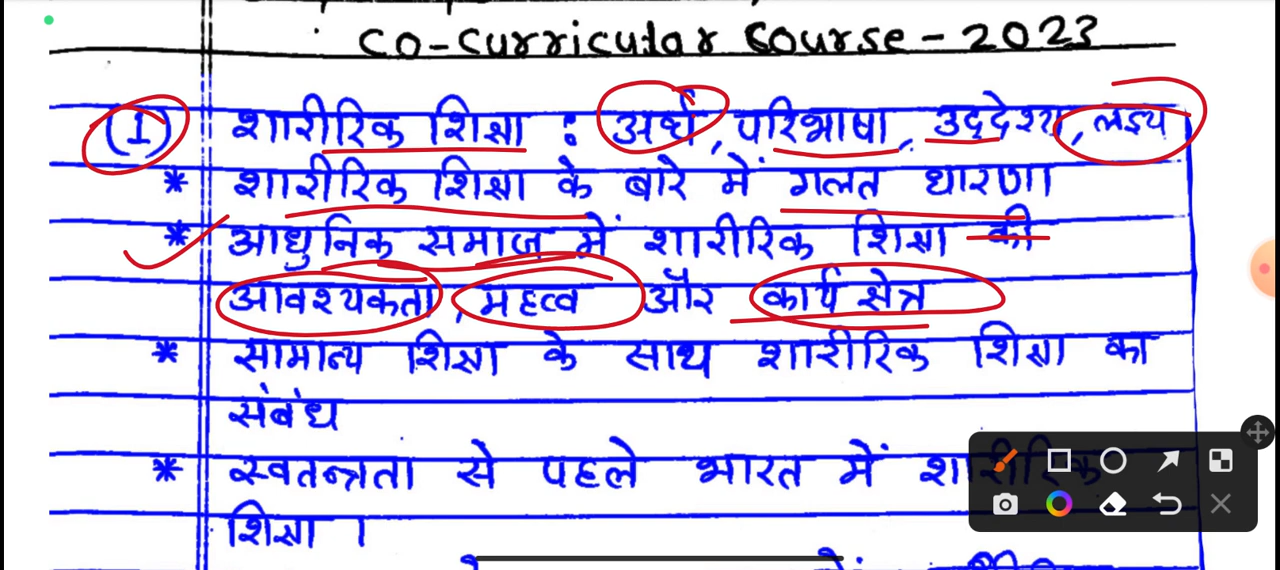 Co-Curricular Course - 2023
(1) शारीरिक शिक्षा : अर्थ, परिभाषा, उद्देश्य, लक्ष्य
* शारीरिक शिक्षा के बारे में गलत धारणा
* आधुनिक समाज में शारीरिक शिक्षा की
आवश्यकता, महत्व और कार्य क्षेत्र
* सामान्य शिक्षा के साथ शारीरिक शिक्षा का
संबंध
* स्वतन्त्रता से पहले भारत में शारीरिक
शिक्षा ।